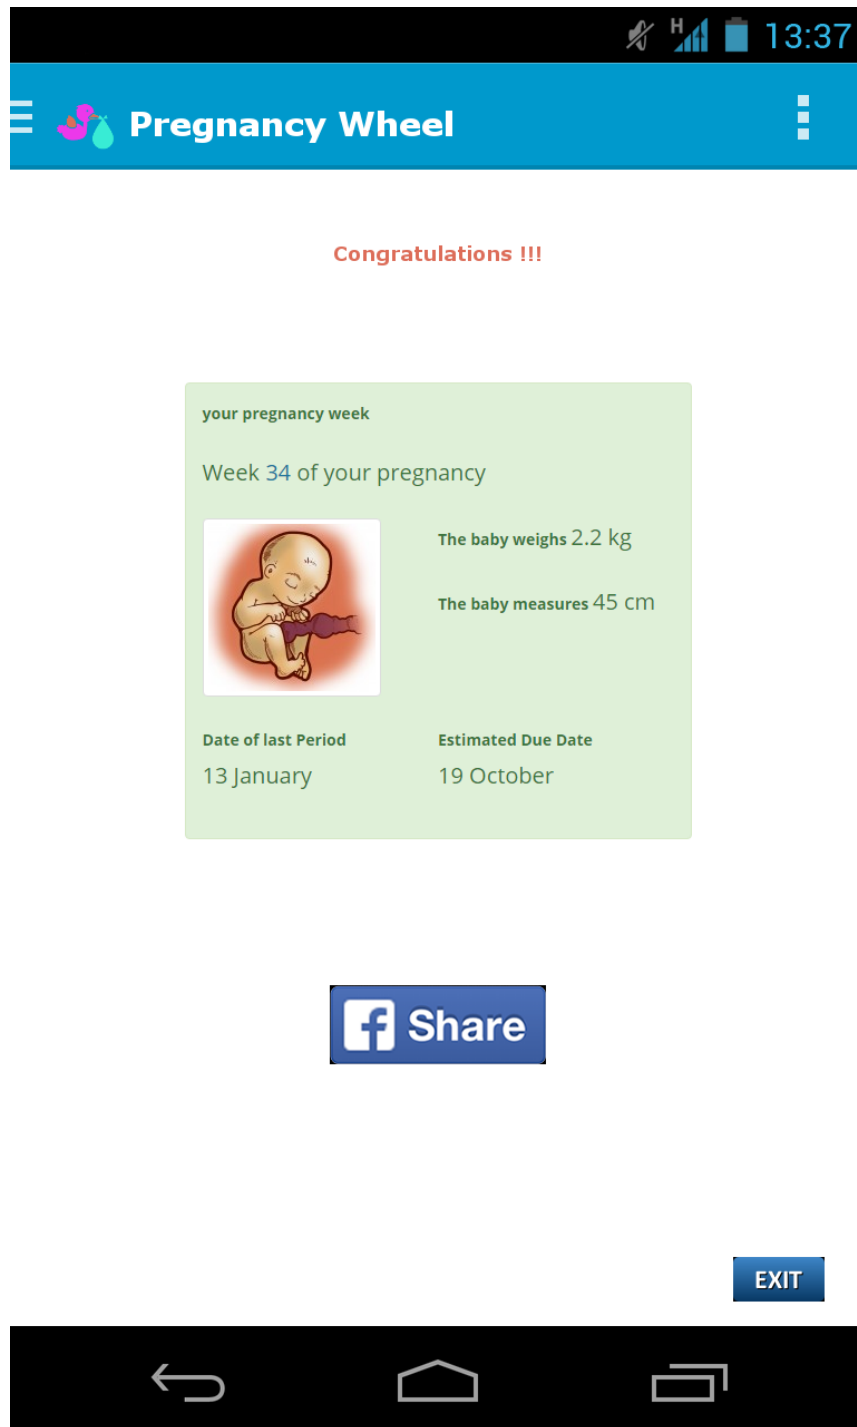 H 13:37
Pregnancy Wheel
Congratulations !!!
your pregnancy week
Week 34 of your pregnancy
The baby weighs 2.2 kg
The baby measures 45 cm
Date of last Period
13 January
Estimated Due Date
19 October
f Share
EXIT